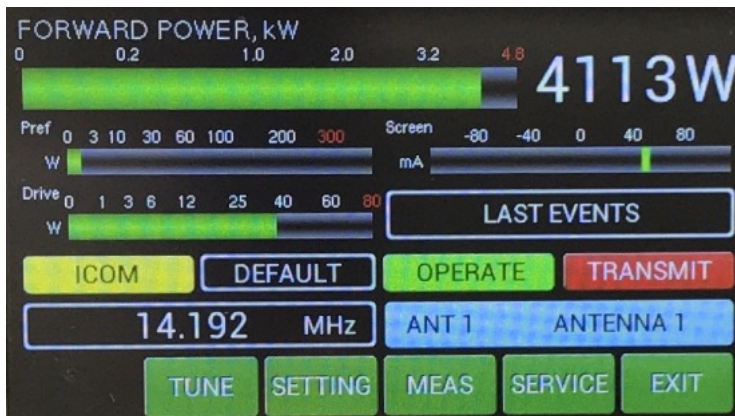 FORWARD POWER, kW
0 0.2 1.0 2.0 3.2 4.8
4113W
Pref 0 3 10 30 60 100 200 300
W
Screen -80 -40 0 40 80
mA
Drive 0 1 3 6 12 25 40 60 80
W
LAST EVENTS
ICOM DEFAULT OPERATE TRANSMIT
14.192 MHz ANT 1 ANTENNA 1
TUNE SETTING MEAS SERVICE EXIT